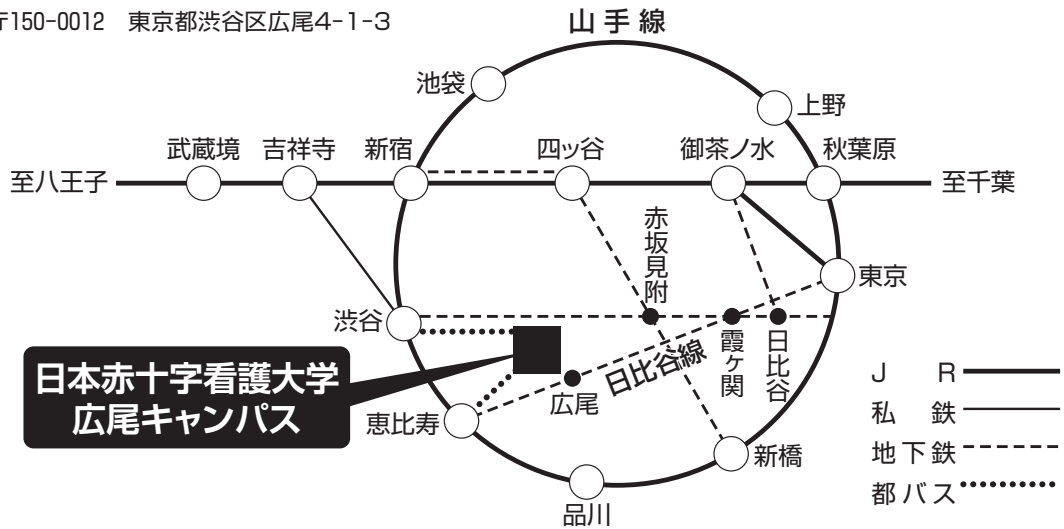 〒150-0012　東京都渋谷区広尾4-1-3
山手線
池袋
上野
武蔵境
吉祥寺
新宿
四ッ谷
御茶ノ水
秋葉原
至八王子
至千葉
赤坂見附
東京
渋谷
霞ヶ関
日比谷
日比谷線
日本赤十字看護大学
広尾キャンパス
広尾
恵比寿
新橋
品川
JR
私鉄
地下鉄
都バス